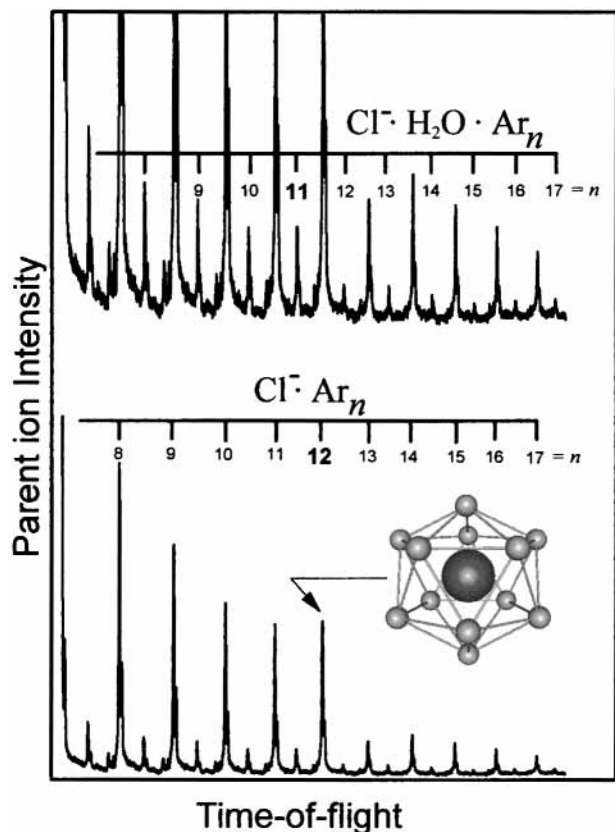 Cl⁻· H₂O · Arₙ
9 10 11 12 13 14 15 16 17 = n
Cl⁻· Arₙ
8 9 10 11 12 13 14 15 16 17 = n
Parent ion Intensity
Time-of-flight